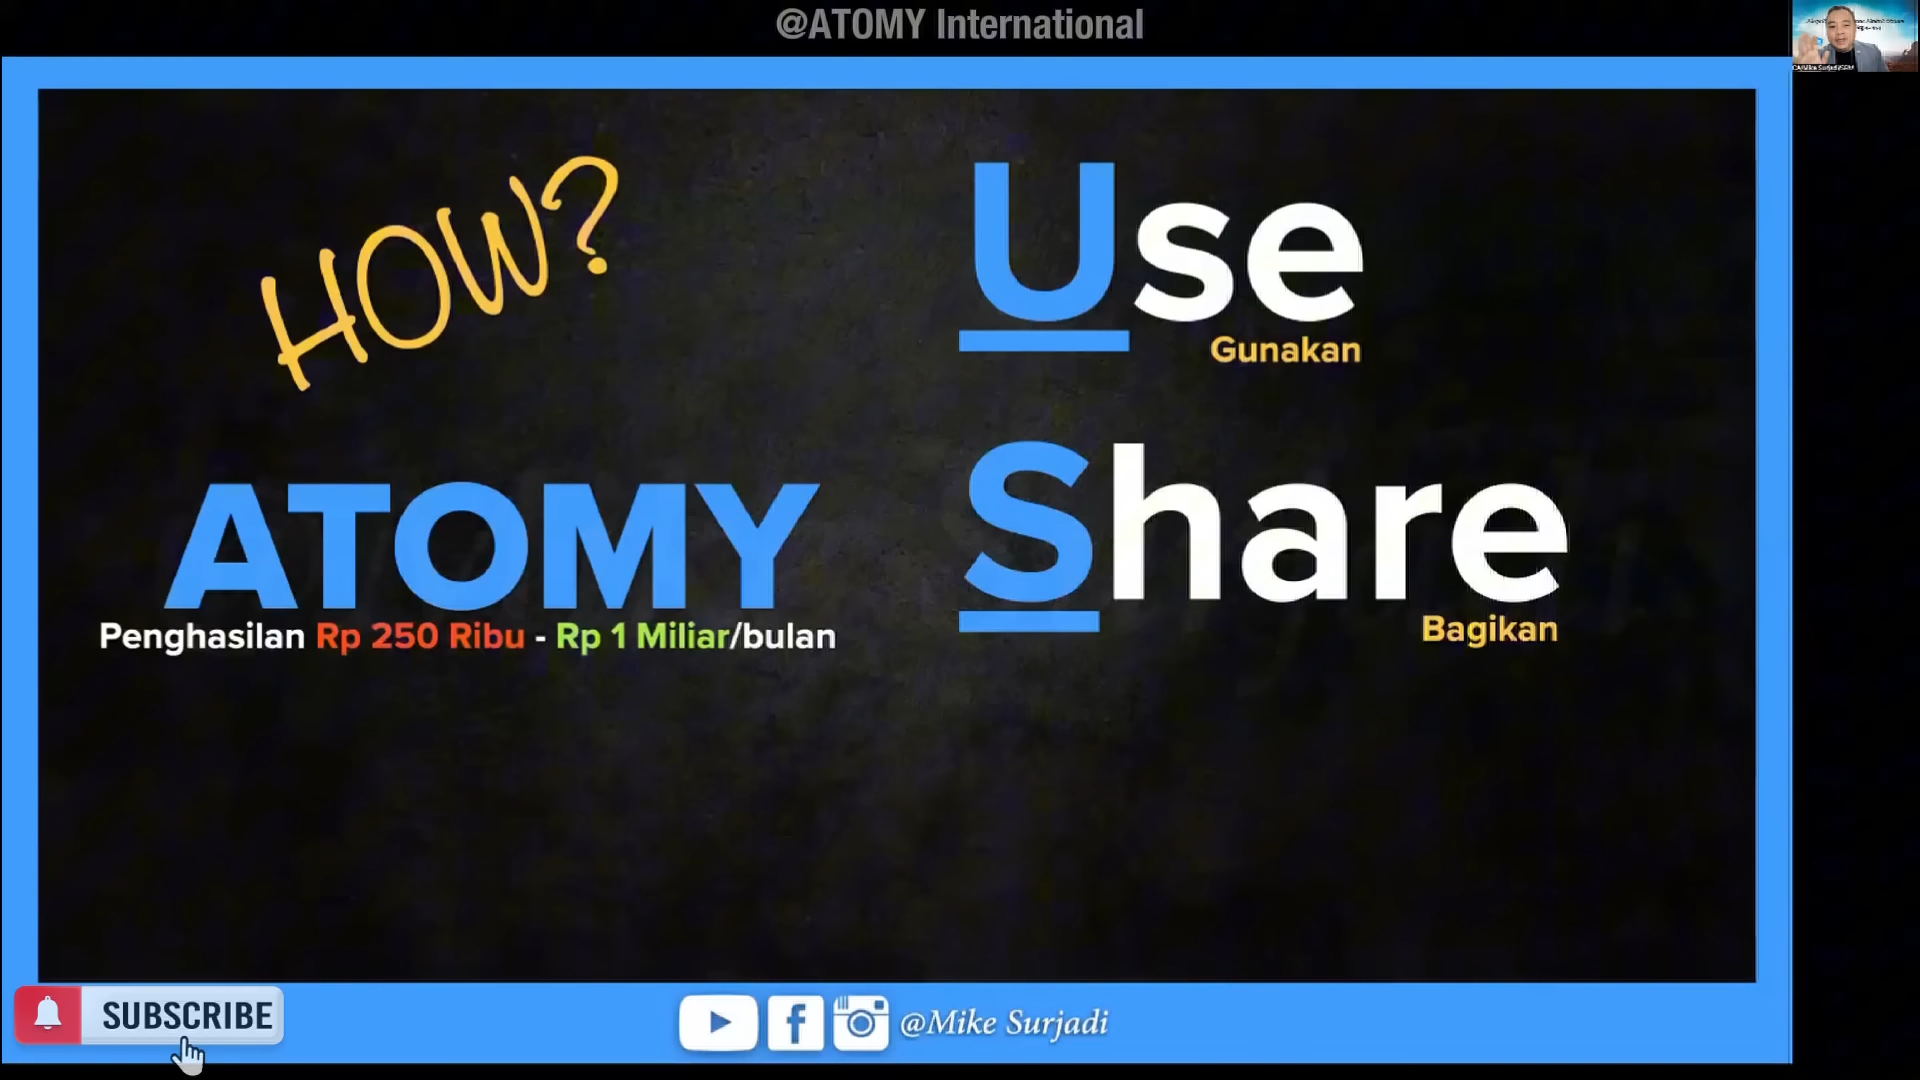 @ATOMY International
HOW?
Use
Gunakan
ATOMY
Share
Penghasilan Rp 250 Ribu - Rp 1 Miliar/bulan
Bagikan
SUBSCRIBE
@Mike Surjadi